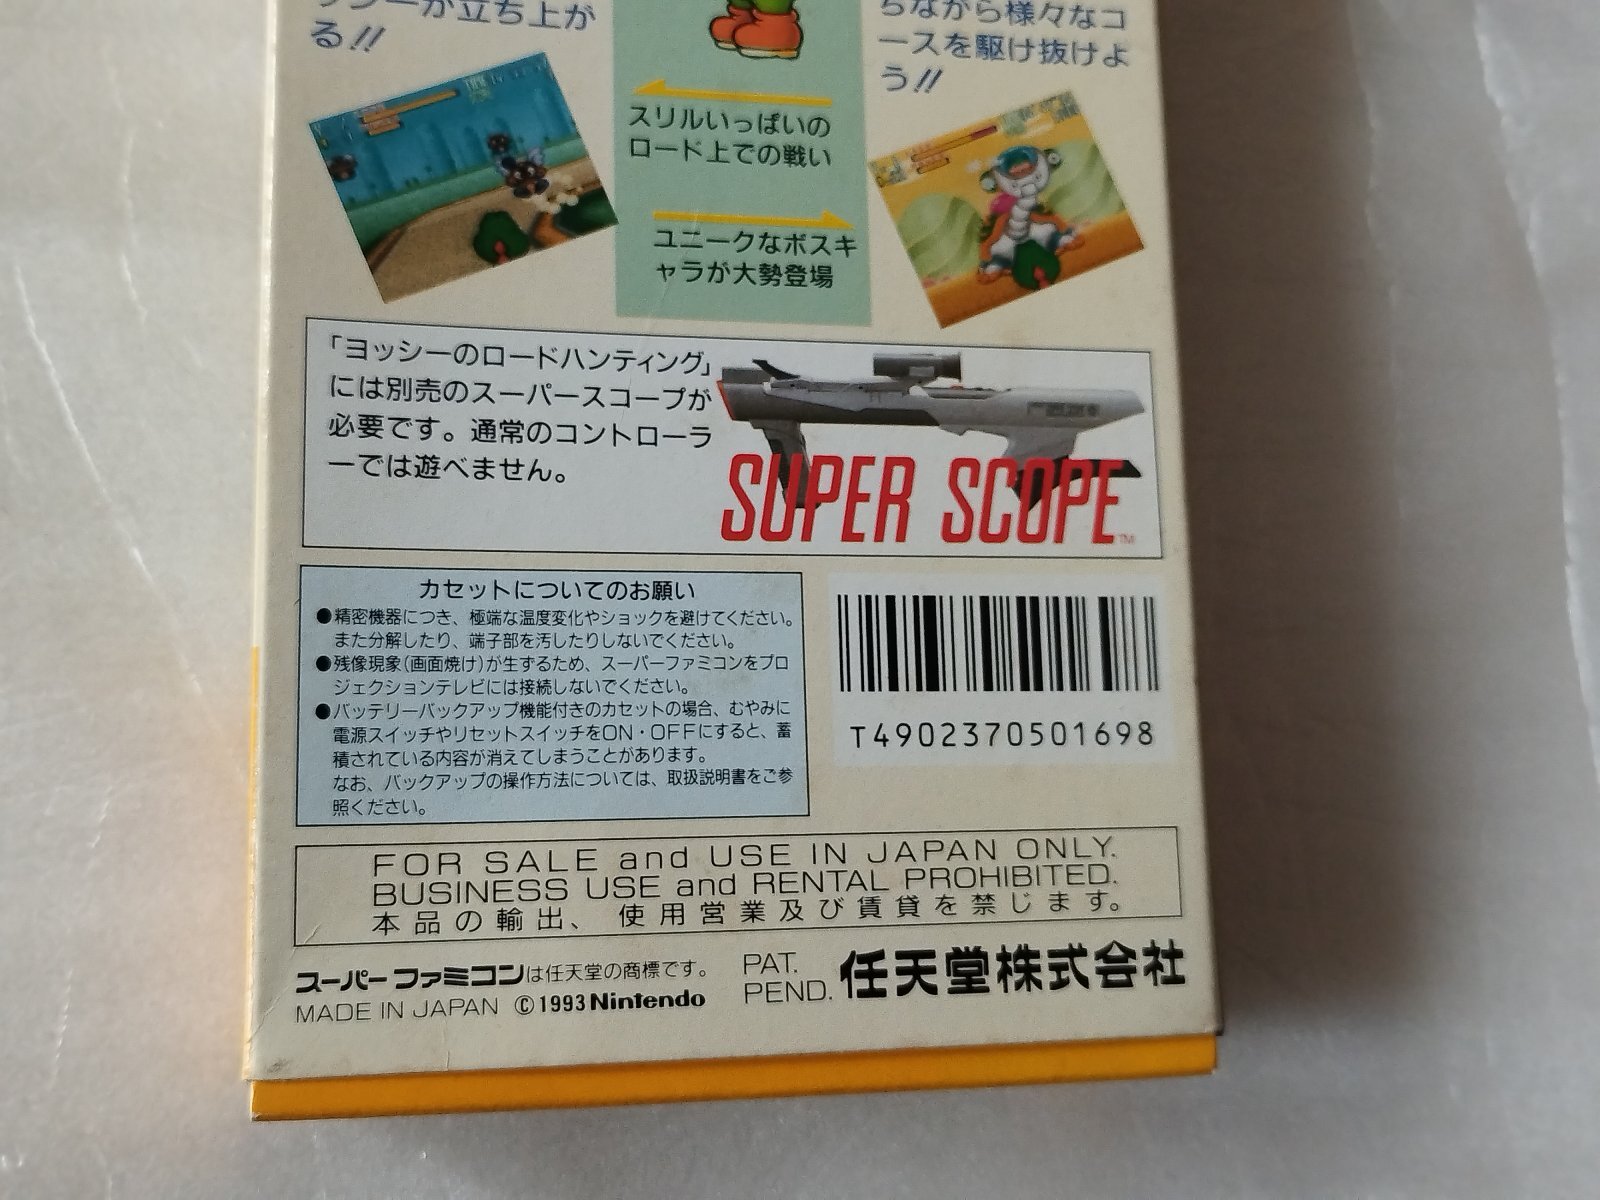 が立ち上が
る!!
ちながら様々なコ
ースを駆け抜けよ
う!!
スリルいっぱいの
ロード上での戦い
ユニークなボスキ
ャラが大勢登場
「ヨッシーのロードハンティング」
には別売のスーパースコープが
必要です。通常のコントローラ
ーでは遊べません。
SUPER SCOPE™
カセットについてのお願い
●精密機器につき、極端な温度変化やショックを避けてください。
また分解したり、端子部を汚したりしないでください。
●残像現象(画面焼け)が生ずるため、スーパーファミコンをプロ
ジェクションテレビには接続しないでください。
●バッテリーバックアップ機能付きのカセットの場合、むやみに
電源スイッチやリセットスイッチをON・OFFにすると、蓄
積されている内容が消えてしまうことがあります。
なお、バックアップの操作方法については、取扱説明書をご参
照ください。
T4902370501698
FOR SALE and USE IN JAPAN ONLY.
BUSINESS USE and RENTAL PROHIBITED.
本品の輸出、使用営業及び賃貸を禁じます。
スーパーファミコンは任天堂の商標です。
MADE IN JAPAN ©1993 Nintendo
PAT.
PEND.
任天堂株式会社